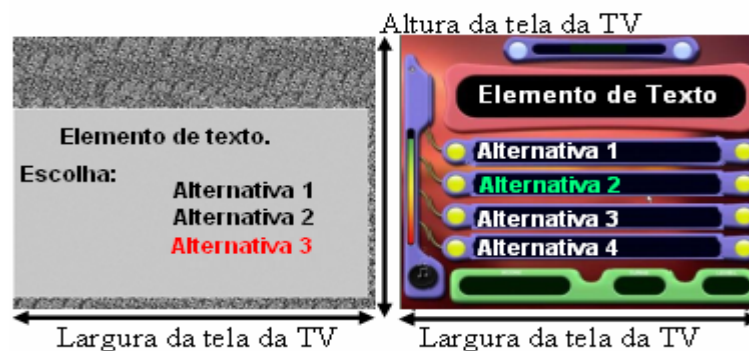 Altura da tela da TV
Elemento de texto.
Escolha:
Alternativa 1
Alternativa 2
Alternativa 3
Largura da tela da TV
Elemento de Texto
Alternativa 1
Alternativa 2
Alternativa 3
Alternativa 4
Largura da tela da TV